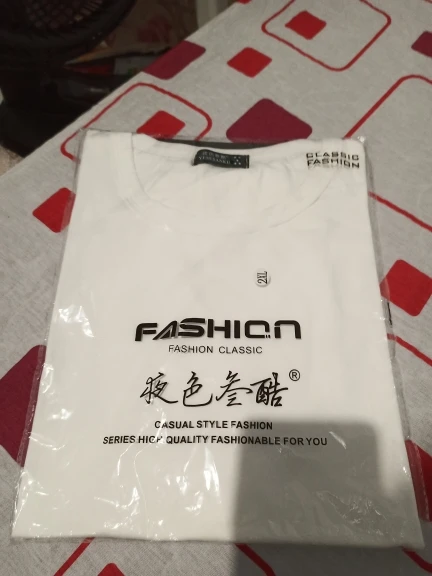 CLASSIC
FASHION
2XL
FASHION
FASHION CLASSIC
夜色叁酷®
CASUAL STYLE FASHION
SERIES HIGH QUALITY FASHIONABLE FOR YOU